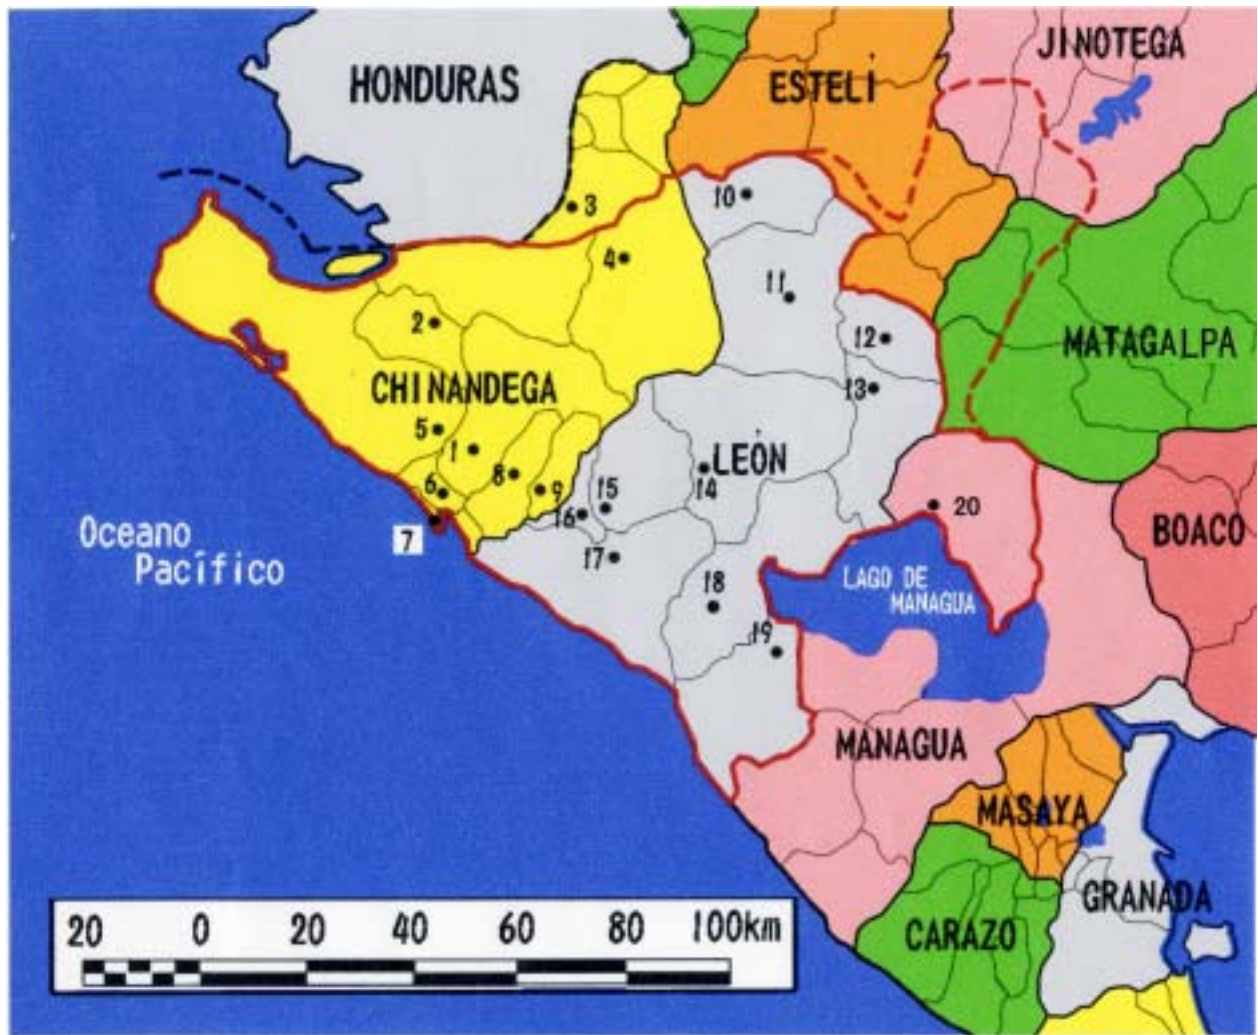 JINOTEGA
HONDURAS
ESTELÍ
10
3
4
11
2
12
MATAGALPA
CHINANDEGA
13
5
1
LEÓN
8
14
6
9
15
20
16
BOACO
7
Oceano
Pacífico
17
LAGO DE
MANAGUA
18
19
MANAGUA
MASAYA
GRANADA
CARAZO
20 0 20 40 60 80 100km